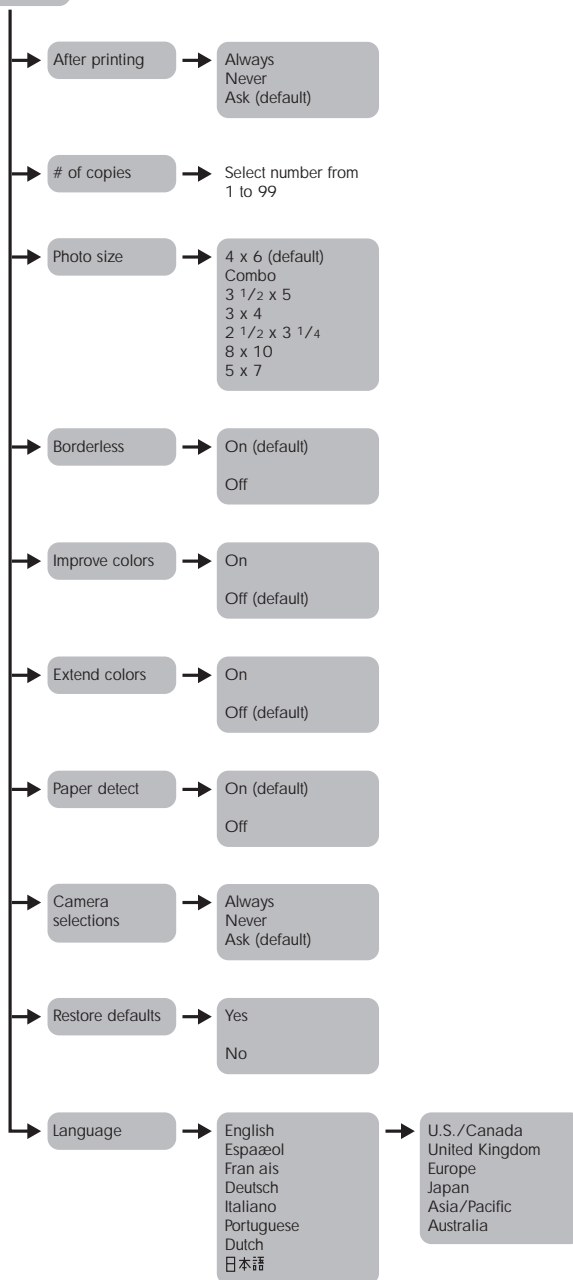 After printing
Always
Never
Ask (default)
# of copies
Select number from
1 to 99
Photo size
4 x 6 (default)
Combo
3 1/2 x 5
3 x 4
2 1/2 x 3 1/4
8 x 10
5 x 7
Borderless
On (default)
Off
Improve colors
On
Off (default)
Extend colors
On
Off (default)
Paper detect
On (default)
Off
Camera
selections
Always
Never
Ask (default)
Restore defaults
Yes
No
Language
English
Espaæol
Fran ais
Deutsch
Italiano
Portuguese
Dutch
日本語
U.S./Canada
United Kingdom
Europe
Japan
Asia/Pacific
Australia